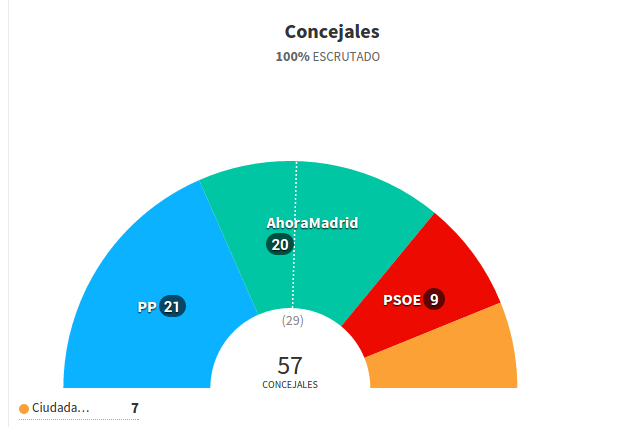 Concejales
100% ESCRUTADO
AhoraMadrid
20
PP 21
PSOE 9
(29)
57
CONCEJALES
Ciudada... 7